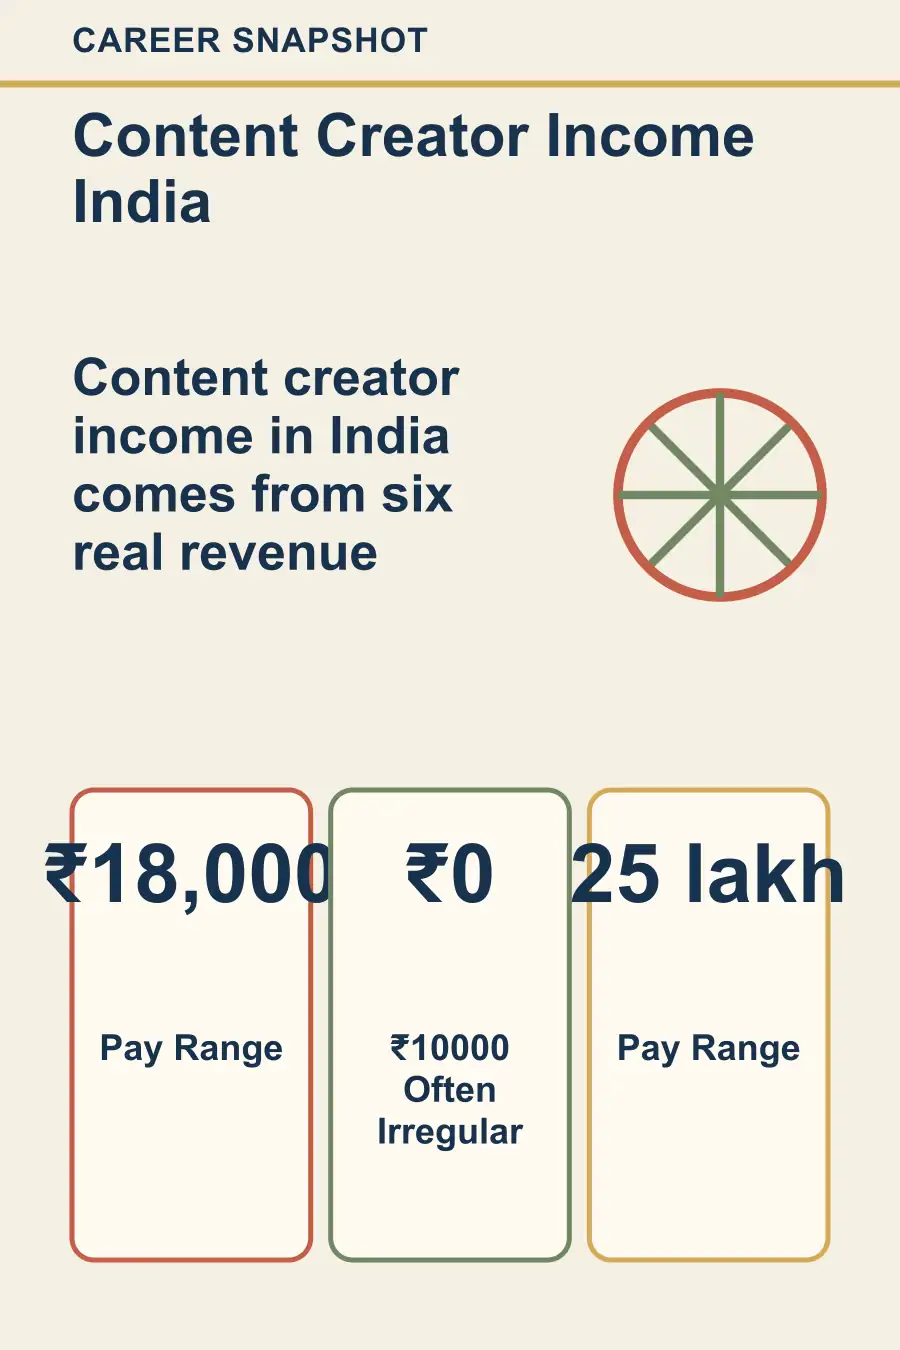 CAREER SNAPSHOT
Content Creator Income
India
Content creator
income in India
comes from six
real revenue
₹18,000
₹0
25 lakh
Pay Range
₹10000
Often
Irregular
Pay Range